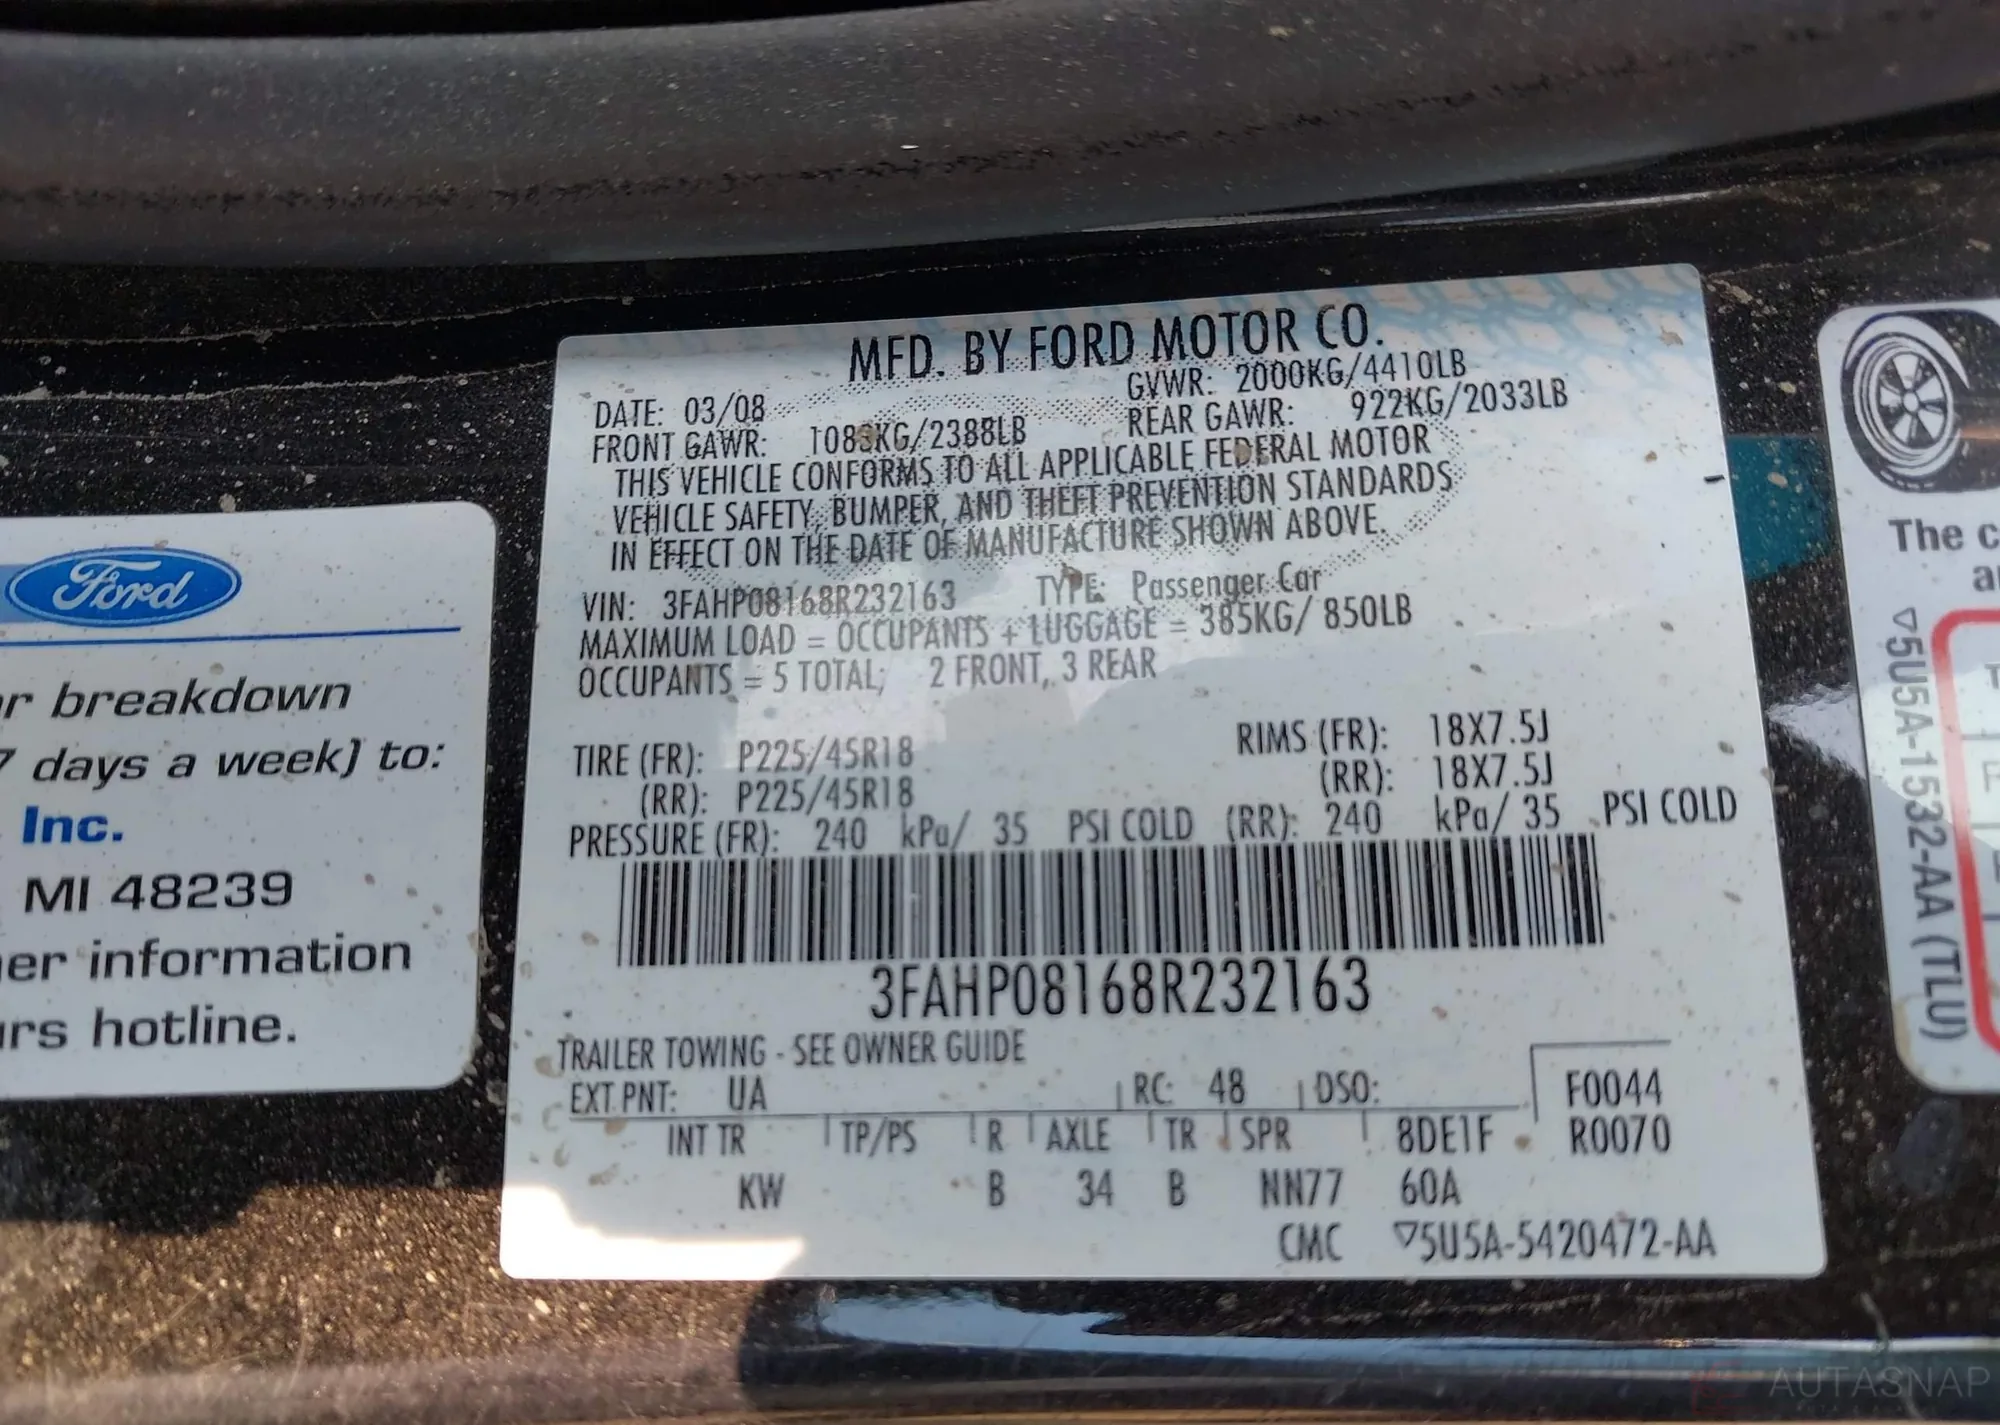 Ford
r breakdown
7 days a week) to:
Inc.
MI 48239
er information
urs hotline.
MFD. BY FORD MOTOR CO.
DATE: 03/08 GVWR: 2000KG/4410LB
FRONT GAWR: 1083KG/2388LB REAR GAWR: 922KG/2033LB
THIS VEHICLE CONFORMS TO ALL APPLICABLE FEDERAL MOTOR
VEHICLE SAFETY, BUMPER, AND THEFT PREVENTION STANDARDS
IN EFFECT ON THE DATE OF MANUFACTURE SHOWN ABOVE.
VIN: 3FAHP08168R232163 TYPE: Passenger Car
MAXIMUM LOAD = OCCUPANTS + LUGGAGE = 385KG/ 850LB
OCCUPANTS = 5 TOTAL; 2 FRONT, 3 REAR
TIRE (FR): P225/45R18 RIMS (FR): 18X7.5J
(RR): P225/45R18 (RR): 18X7.5J
PRESSURE (FR): 240 kPa/ 35 PSI COLD (RR): 240 kPa/ 35 PSI COLD
3FAHP08168R232163
TRAILER TOWING - SEE OWNER GUIDE
EXT PNT: UA RC: 48 DSO: F0044
INT TR TP/PS R AXLE TR SPR 8DE1F R0070
KW B 34 B NN77 60A
CMC ▽5U5A-5420472-AA
The c
a
▽5U5A-1532-AA (TLU)
AUTASNAP